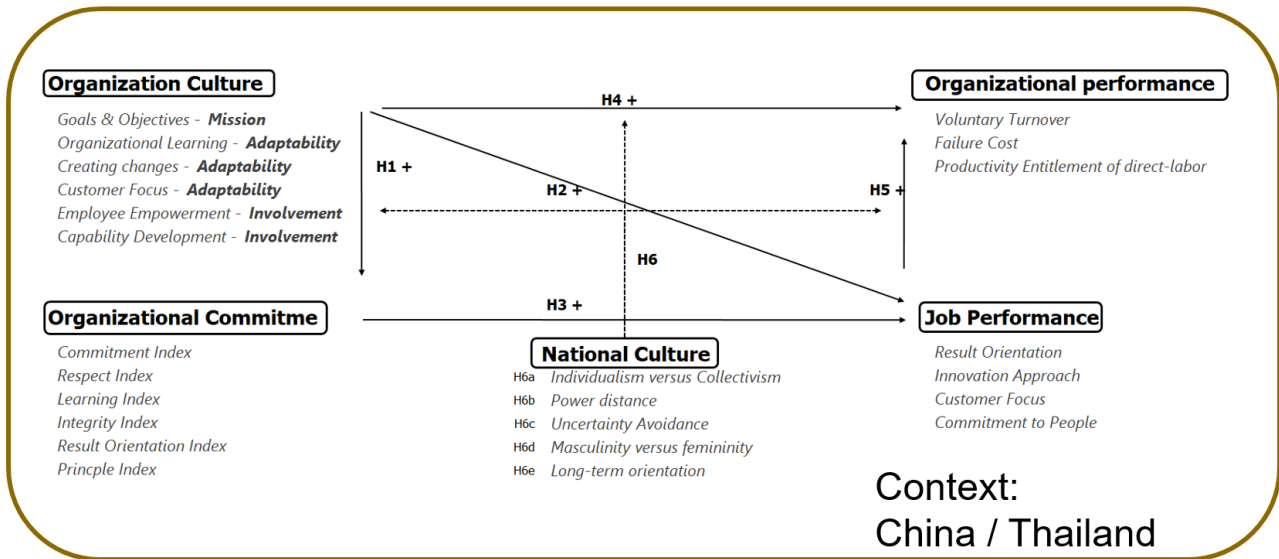 Organization Culture
Goals & Objectives - Mission
Organizational Learning - Adaptability
Creating changes - Adaptability
Customer Focus - Adaptability
Employee Empowerment - Involvement
Capability Development - Involvement
H4 +
H1 +
H2 +
H5 +
H6
H3 +
Organizational performance
Voluntary Turnover
Failure Cost
Productivity Entitlement of direct-labor
Organizational Commitme
Commitment Index
Respect Index
Learning Index
Integrity Index
Result Orientation Index
Princple Index
National Culture
H6a Individualism versus Collectivism
H6b Power distance
H6c Uncertainty Avoidance
H6d Masculinity versus femininity
H6e Long-term orientation
Job Performance
Result Orientation
Innovation Approach
Customer Focus
Commitment to People
Context:
China / Thailand